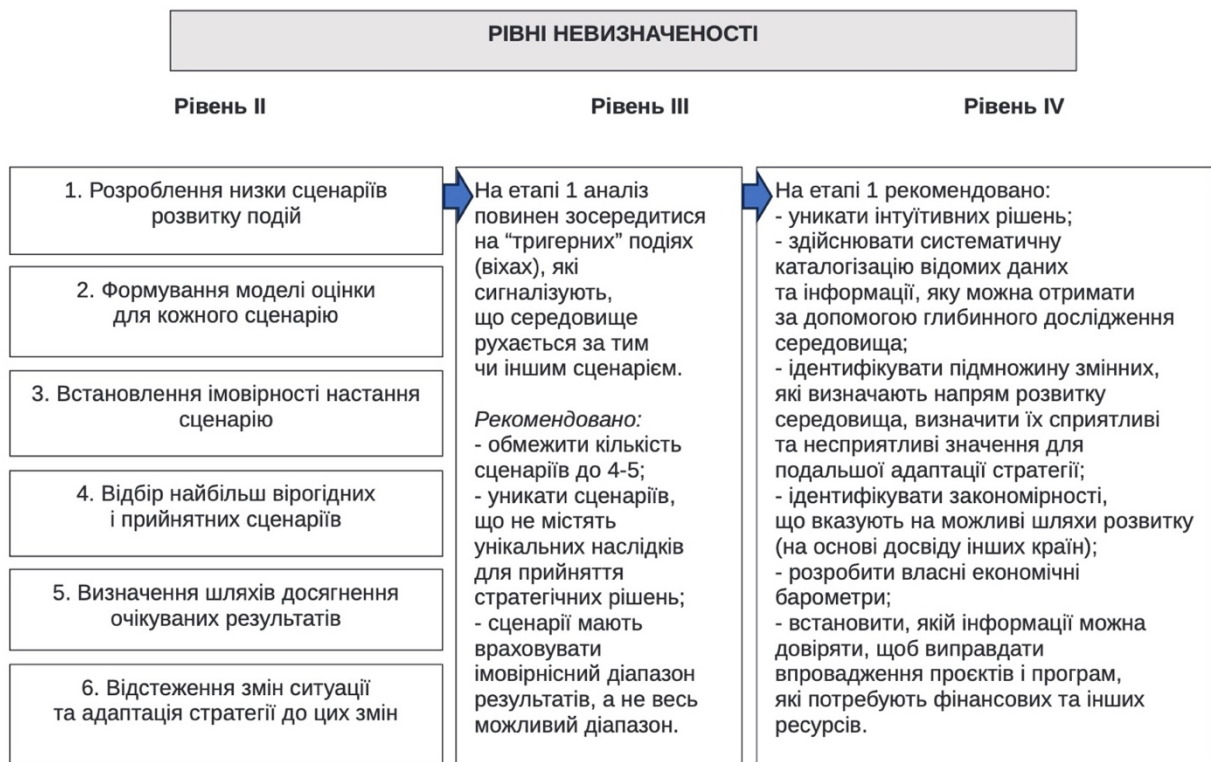 РІВНІ НЕВИЗНАЧЕНОСТІ
Рівень II
Рівень III
Рівень IV
1. Розроблення низки сценаріїв
розвитку подій
2. Формування моделі оцінки
для кожного сценарію
3. Встановлення імовірності настання
сценарію
4. Відбір найбільш вірогідних
і прийнятних сценаріїв
5. Визначення шляхів досягнення
очікуваних результатів
6. Відстеження змін ситуації
та адаптація стратегії до цих змін
На етапі 1 аналіз
повинен зосередитися
на “тригерних” подіях
(віхах), які
сигналізують,
що середовище
рухається за тим
чи іншим сценарієм.
Рекомендовано:
- обмежити кількість
сценаріїв до 4-5;
- уникати сценаріїв,
що не містять
унікальних наслідків
для прийняття
стратегічних рішень;
- сценарії мають
враховувати
імовірнісний діапазон
результатів, а не весь
можливий діапазон.
На етапі 1 рекомендовано:
- уникати інтуїтивних рішень;
- здійснювати систематичну
каталогізацію відомих даних
та інформації, яку можна отримати
за допомогою глибинного дослідження
середовища;
- ідентифікувати підмножину змінних,
які визначають напрям розвитку
середовища, визначити їх сприятливі
та несприятливі значення для
подальшої адаптації стратегії;
- ідентифікувати закономірності,
що вказують на можливі шляхи розвитку
(на основі досвіду інших країн);
- розробити власні економічні
барометри;
- встановити, якій інформації можна
довіряти, щоб виправдати
впровадження проєктів і програм,
які потребують фінансових та інших
ресурсів.